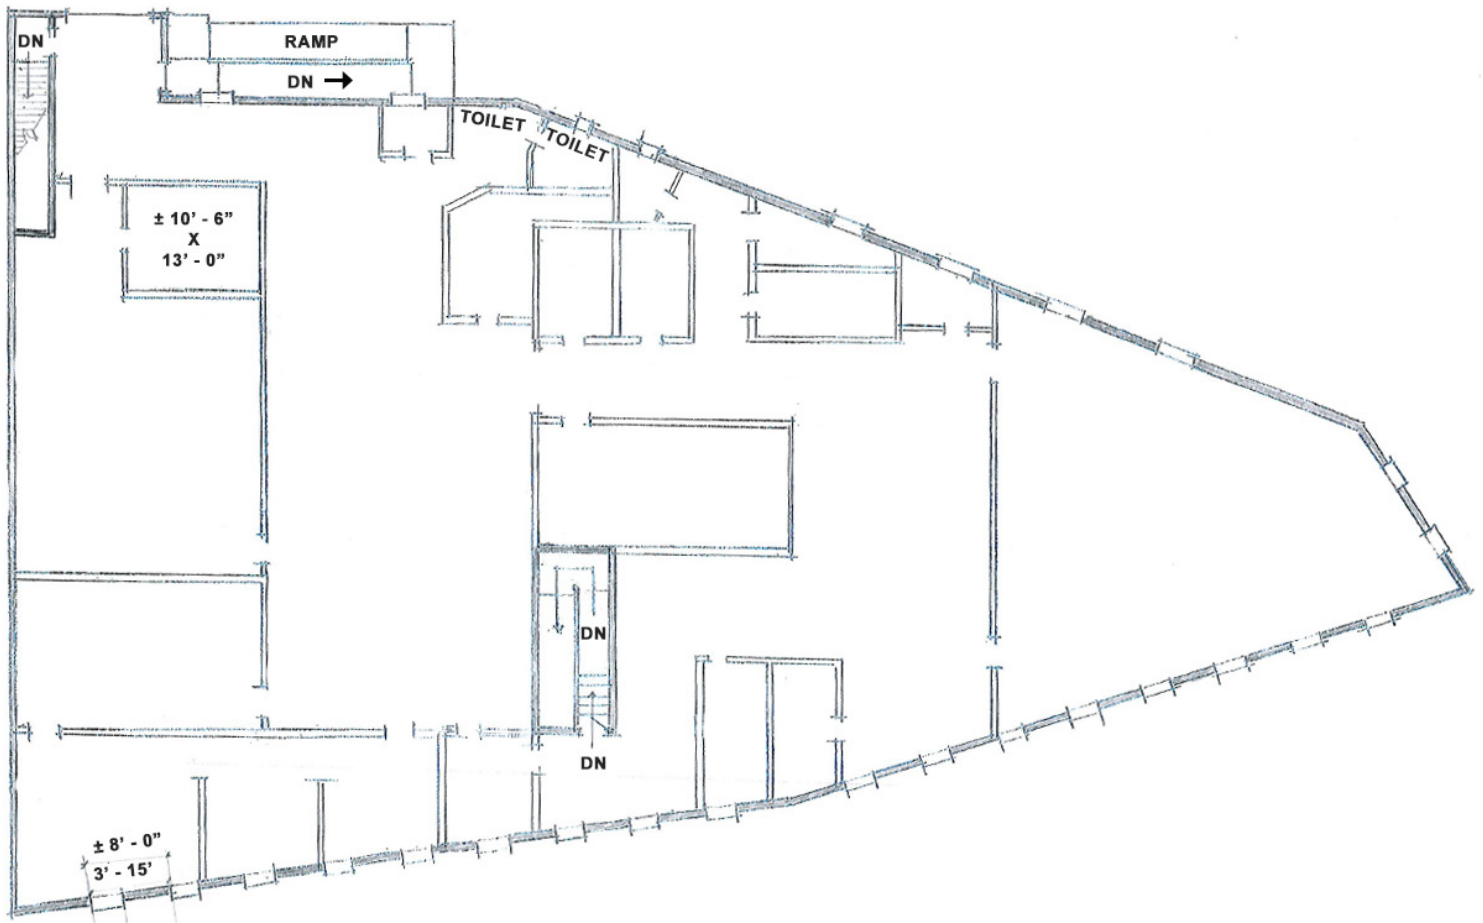 DN
RAMP
DN
TOILET
TOILET
± 10' - 6”
X
13' - 0”
DN
DN
± 8' - 0”
3' - 15'